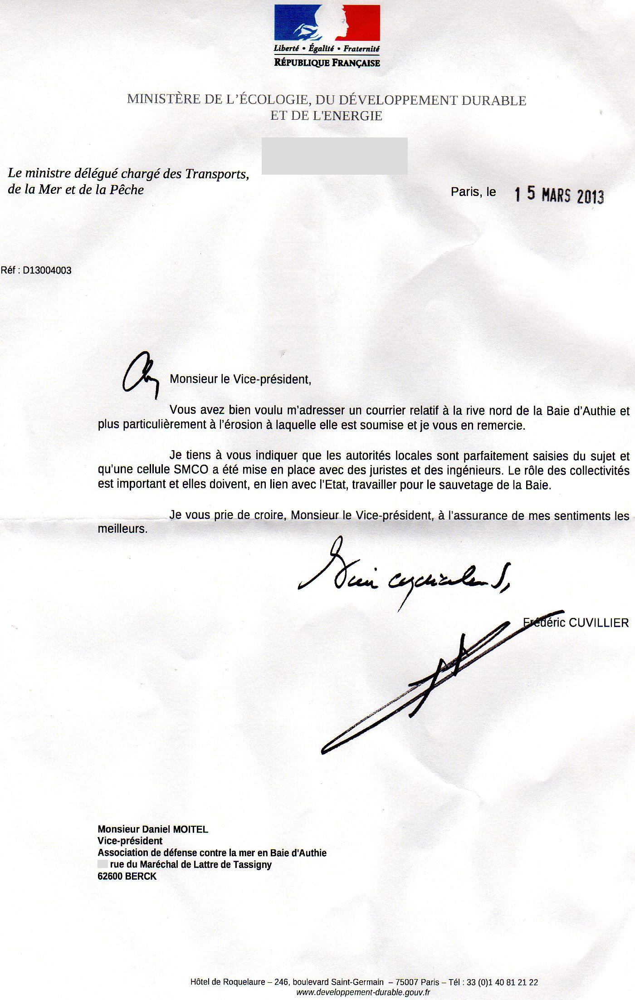 Liberté • Égalité • Fraternité
RÉPUBLIQUE FRANÇAISE
MINISTÈRE DE L’ÉCOLOGIE, DU DÉVELOPPEMENT DURABLE
ET DE L'ENERGIE
Le ministre délégué chargé des Transports,
de la Mer et de la Pêche
Paris, le 15 MARS 2013
Réf : D13004003
Monsieur le Vice-président,
Vous avez bien voulu m’adresser un courrier relatif à la rive nord de la Baie d’Authie et
plus particulièrement à l’érosion à laquelle elle est soumise et je vous en remercie.
Je tiens à vous indiquer que les autorités locales sont parfaitement saisies du sujet et
qu’une cellule SMCO a été mise en place avec des juristes et des ingénieurs. Le rôle des collectivités
est important et elles doivent, en lien avec l’Etat, travailler pour le sauvetage de la Baie.
Je vous prie de croire, Monsieur le Vice-président, à l’assurance de mes sentiments les
meilleurs.
Frédéric CUVILLIER
Monsieur Daniel MOITEL
Vice-président
Association de défense contre la mer en Baie d'Authie
rue du Maréchal de Lattre de Tassigny
62600 BERCK
Hôtel de Roquelaure – 246, boulevard Saint-Germain – 75007 Paris – Tél : 33 (0)1 40 81 21 22
www.developpement-durable.gouv.fr